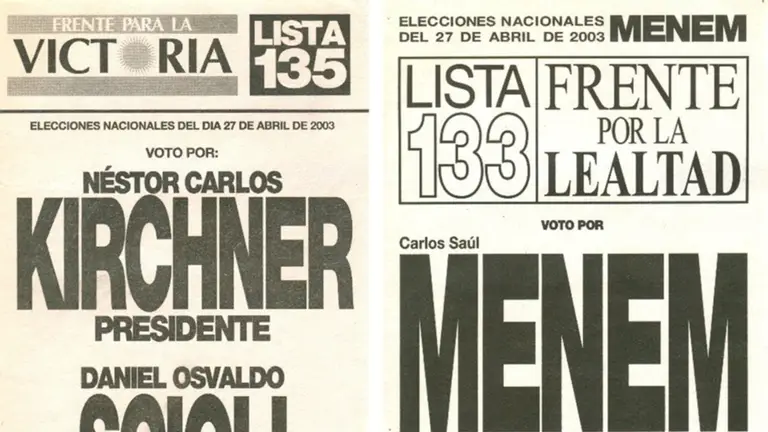 FRENTE PARA LA
VICTORIA
LISTA
135
ELECCIONES NACIONALES DEL DIA 27 DE ABRIL DE 2003
VOTO POR:
NÉSTOR CARLOS
KIRCHNER
PRESIDENTE
DANIEL OSVALDO
SCIOLI
ELECCIONES NACIONALES
DEL 27 DE ABRIL DE 2003
MENEM
LISTA
133
FRENTE
POR LA
LEALTAD
VOTO POR
Carlos Saúl
MENEM